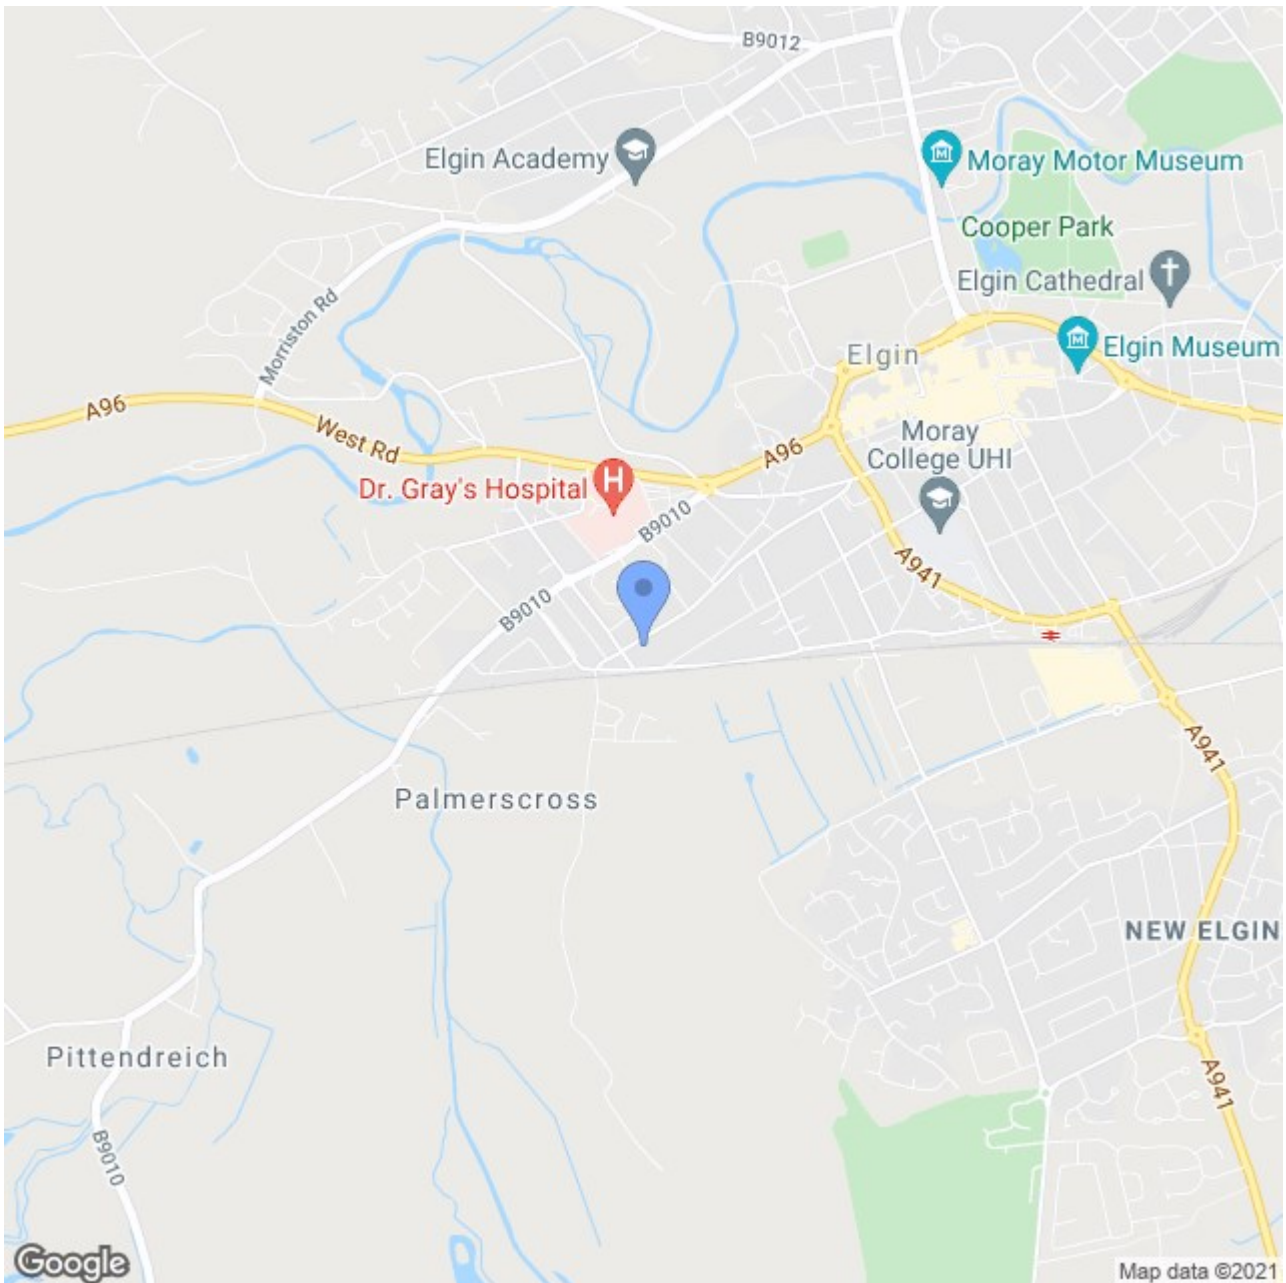 B9012
Elgin Academy
Moray Motor Museum
Cooper Park
Elgin Cathedral
Morriston Rd
Elgin
Elgin Museum
A96
West Rd
A96
Moray
College UHI
Dr. Gray's Hospital
H
B9010
A941
B9010
A941
Palmerscross
NEW ELGIN
Pittendreich
A941
B9010
Google
Map data ©2021